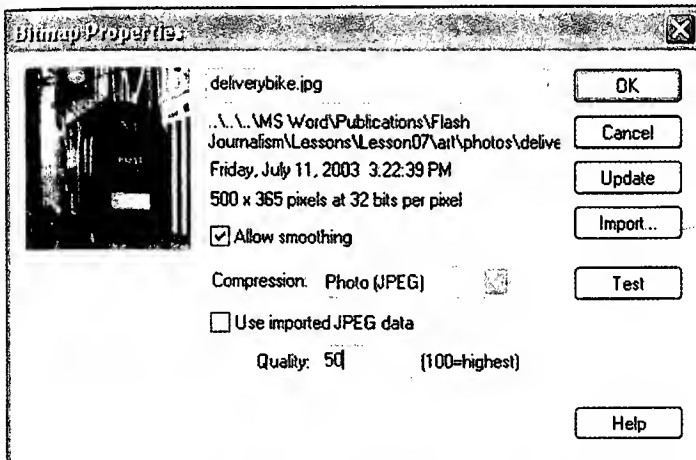 Bitmap Properties
deliverybike.jpg
..\..\..\MS Word\Publications\Flash
Journalism\Lessons\Lesson07\art\photos\delive
Friday, July 11, 2003 3:22:39 PM
500 x 365 pixels at 32 bits per pixel
Allow smoothing
Compression: Photo (JPEG)
Use imported JPEG data
Quality: 50 (100=highest)
OK
Cancel
Update
Import...
Test
Help